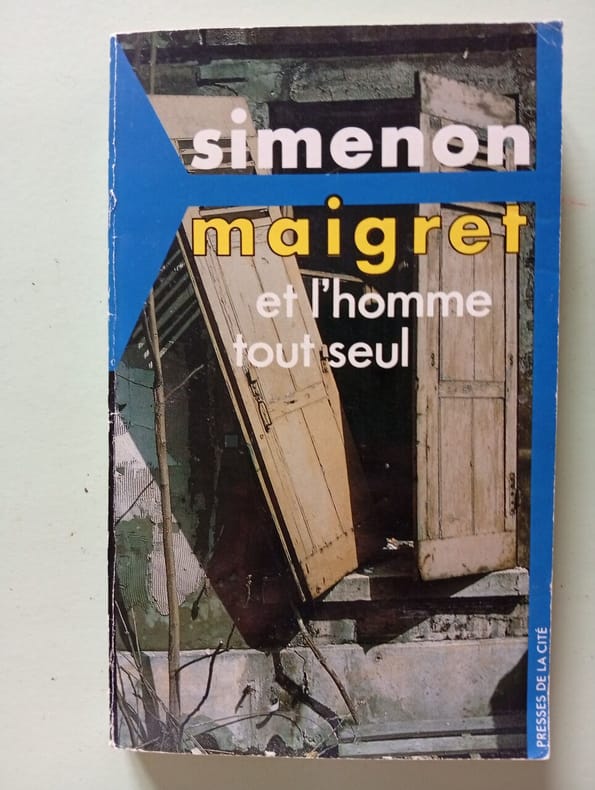 simenon
maigret
et l'homme
tout seul
PRESSES DE LA CITÉ